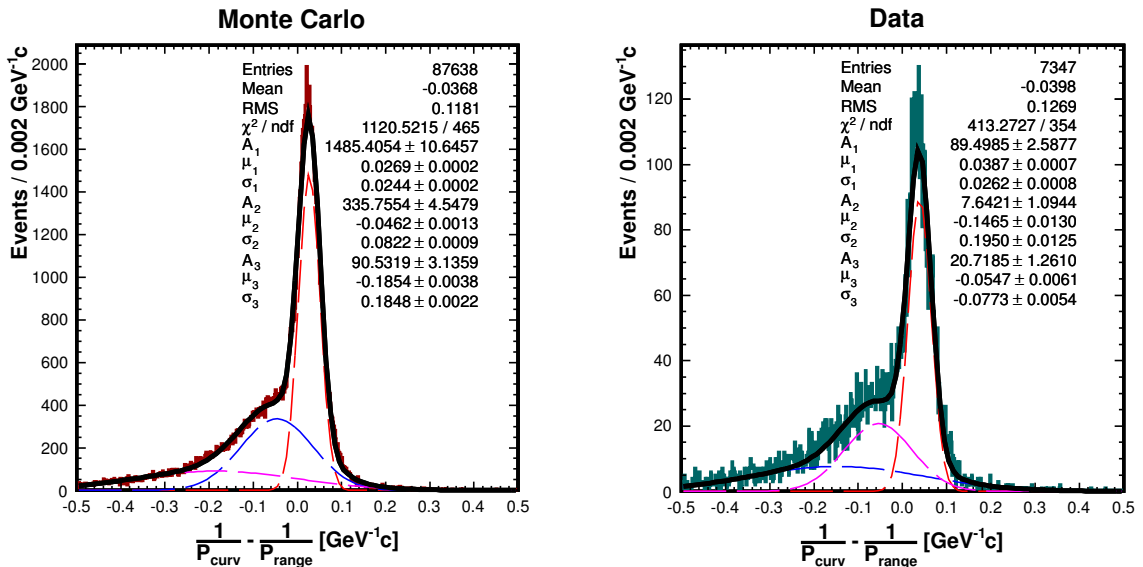 Monte Carlo
Events / 0.002 GeV⁻¹c
2000
1800
1600
1400
1200
1000
800
600
400
200
0
Entries 87638
Mean -0.0368
RMS 0.1181
χ² / ndf 1120.5215 / 465
A₁ 1485.4054 ± 10.6457
μ₁ 0.0269 ± 0.0002
σ₁ 0.0244 ± 0.0002
A₂ 335.7554 ± 4.5479
μ₂ -0.0462 ± 0.0013
σ₂ 0.0822 ± 0.0009
A₃ 90.5319 ± 3.1359
μ₃ -0.1854 ± 0.0038
σ₃ 0.1848 ± 0.0022
-0.5 -0.4 -0.3 -0.2 -0.1 0.0 0.1 0.2 0.3 0.4 0.5
1/P_curv - 1/P_range [GeV⁻¹c]
Data
Events / 0.002 GeV⁻¹c
120
100
80
60
40
20
0
Entries 7347
Mean -0.0398
RMS 0.1269
χ² / ndf 413.2727 / 354
A₁ 89.4985 ± 2.5877
μ₁ 0.0387 ± 0.0007
σ₁ 0.0262 ± 0.0008
A₂ 7.6421 ± 1.0944
μ₂ -0.1465 ± 0.0130
σ₂ 0.1950 ± 0.0125
A₃ 20.7185 ± 1.2610
μ₃ -0.0547 ± 0.0061
σ₃ -0.0773 ± 0.0054
-0.5 -0.4 -0.3 -0.2 -0.1 0.0 0.1 0.2 0.3 0.4 0.5
1/P_curv - 1/P_range [GeV⁻¹c]